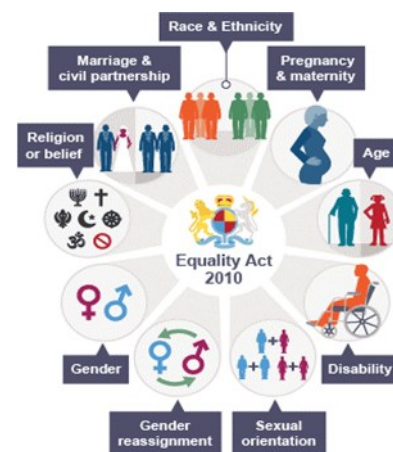 Race & Ethnicity
Marriage &
civil partnership
Pregnancy
& maternity
Religion
or belief
Age
Equality Act
2010
Gender
Disability
Gender
reassignment
Sexual
orientation